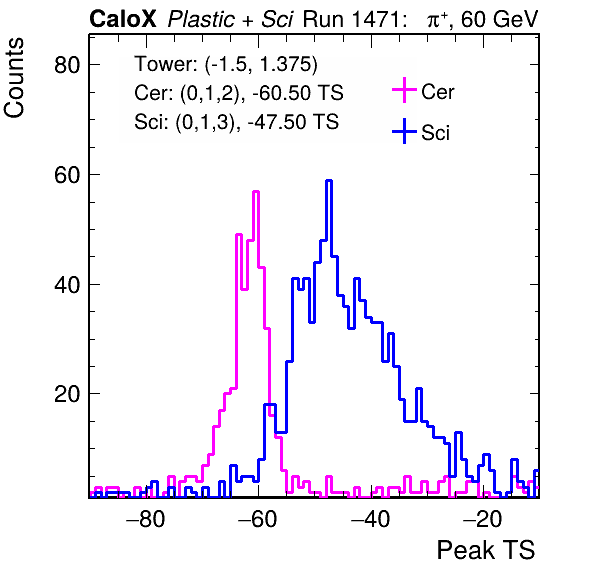 CaloX Plastic + Sci Run 1471: π⁺, 60 GeV
Counts
Tower: (-1.5, 1.375)
Cer: (0,1,2), -60.50 TS
Sci: (0,1,3), -47.50 TS
Cer
Sci
80
60
40
20
−80 −60 −40 −20
Peak TS